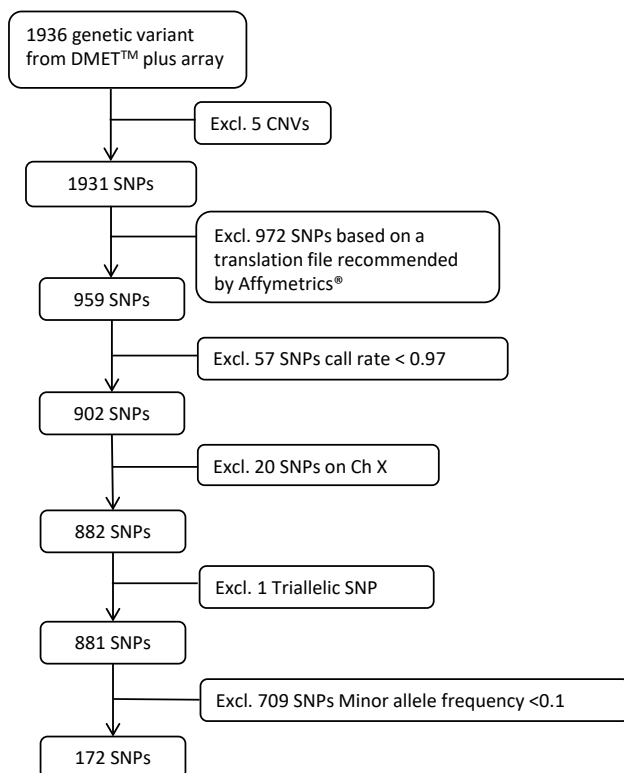 1936 genetic variant
from DMET™ plus array
Excl. 5 CNVs
1931 SNPs
Excl. 972 SNPs based on a
translation file recommended
by Affymetrics®
959 SNPs
Excl. 57 SNPs call rate < 0.97
902 SNPs
Excl. 20 SNPs on Ch X
882 SNPs
Excl. 1 Triallelic SNP
881 SNPs
Excl. 709 SNPs Minor allele frequency <0.1
172 SNPs